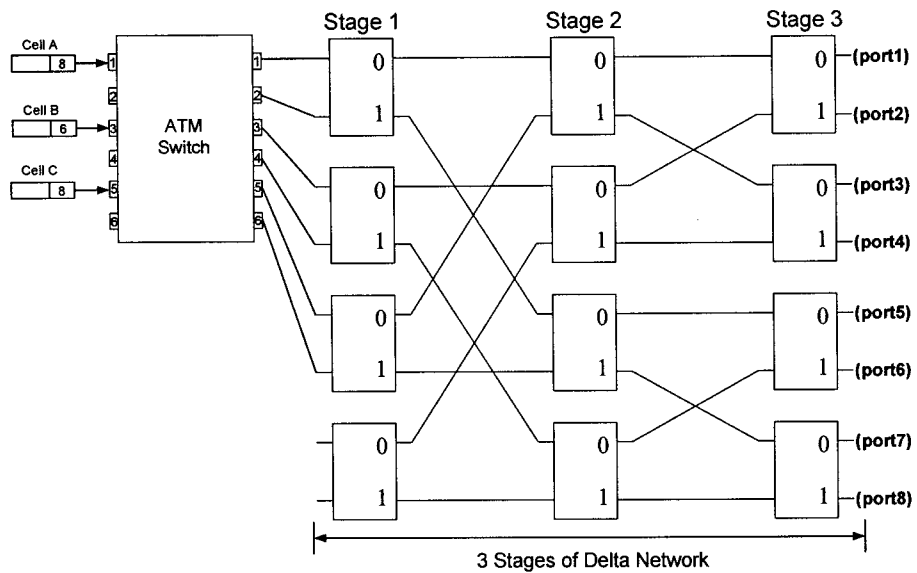 Stage 1 Stage 2 Stage 3
Cell A
8
Cell B
6
Cell C
8
1
2
3
4
5
6
ATM
Switch
1
2
3
4
5
6
0
1
0
1
0
1
0
1
0
1
0
1
0
1
0
1
0
1
0
1
0
1
0
1
(port1)
(port2)
(port3)
(port4)
(port5)
(port6)
(port7)
(port8)
3 Stages of Delta Network